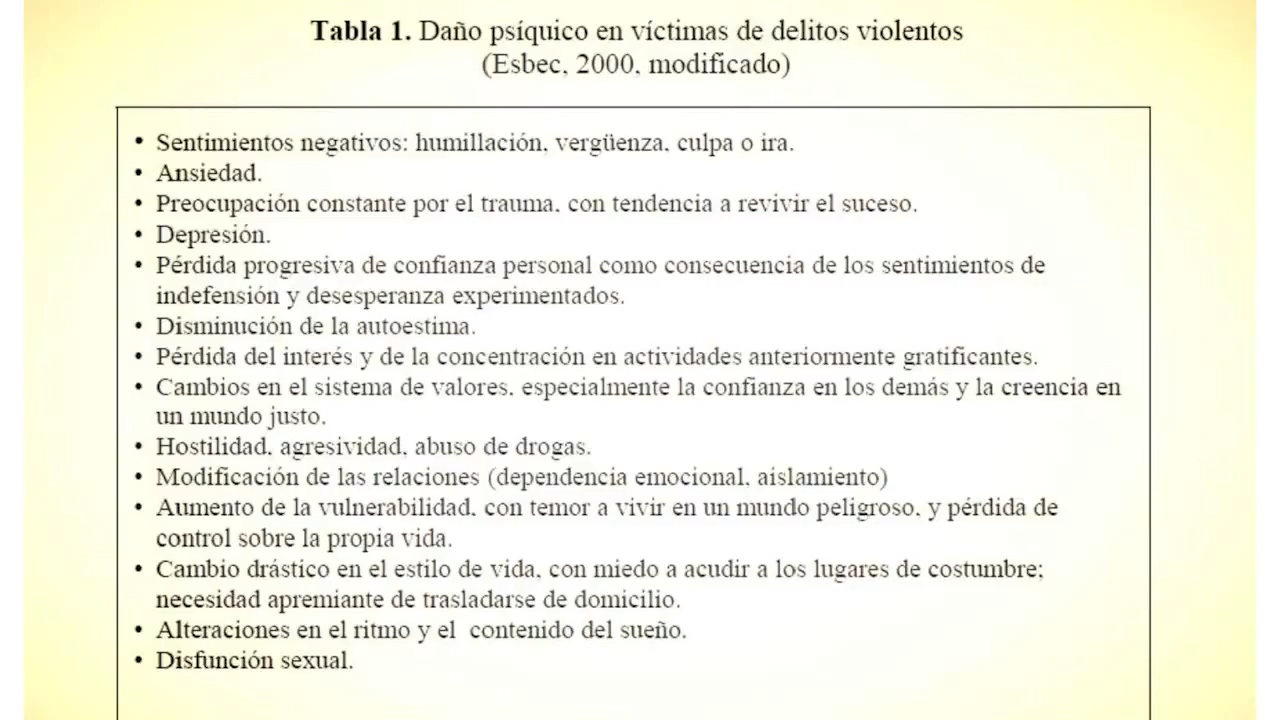 Tabla 1. Daño psíquico en víctimas de delitos violentos
(Esbec, 2000, modificado)
• Sentimientos negativos: humillación, vergüenza, culpa o ira.
• Ansiedad.
• Preocupación constante por el trauma, con tendencia a revivir el suceso.
• Depresión.
• Pérdida progresiva de confianza personal como consecuencia de los sentimientos de
indefensión y desesperanza experimentados.
• Disminución de la autoestima.
• Pérdida del interés y de la concentración en actividades anteriormente gratificantes.
• Cambios en el sistema de valores, especialmente la confianza en los demás y la creencia en
un mundo justo.
• Hostilidad, agresividad, abuso de drogas.
• Modificación de las relaciones (dependencia emocional, aislamiento)
• Aumento de la vulnerabilidad, con temor a vivir en un mundo peligroso, y pérdida de
control sobre la propia vida.
• Cambio drástico en el estilo de vida, con miedo a acudir a los lugares de costumbre;
necesidad apremiante de trasladarse de domicilio.
• Alteraciones en el ritmo y el contenido del sueño.
• Disfunción sexual.